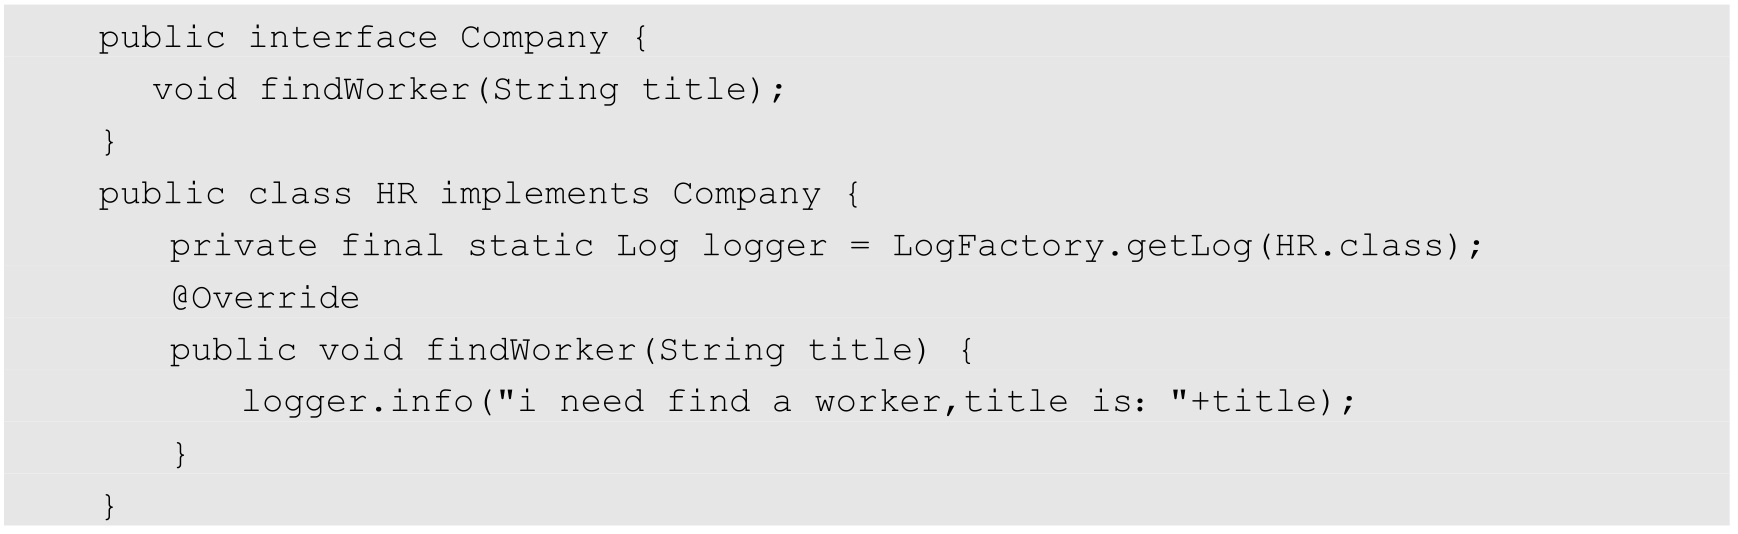 public interface Company {
void findWorker(String title);
}
public class HR implements Company {
private final static Log logger = LogFactory.getLog(HR.class);
@Override
public void findWorker(String title) {
logger.info("i need find a worker,title is: "+title);
}
}